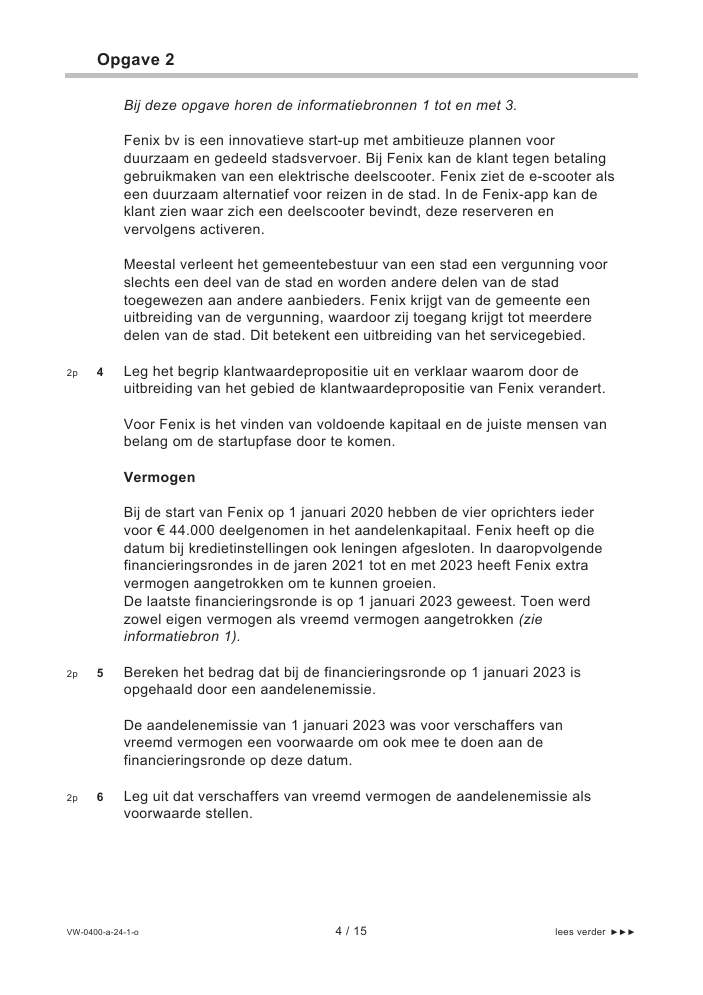 Opgave 2
Bij deze opgave horen de informatiebronnen 1 tot en met 3.
Fenix bv is een innovatieve start-up met ambitieuze plannen voor
duurzaam en gedeeld stadsvervoer. Bij Fenix kan de klant tegen betaling
gebruikmaken van een elektrische deelscooter. Fenix ziet de e-scooter als
een duurzaam alternatief voor reizen in de stad. In de Fenix-app kan de
klant zien waar zich een deelscooter bevindt, deze reserveren en
vervolgens activeren.
Meestal verleent het gemeentebestuur van een stad een vergunning voor
slechts een deel van de stad en worden andere delen van de stad
toegewezen aan andere aanbieders. Fenix krijgt van de gemeente een
uitbreiding van de vergunning, waardoor zij toegang krijgt tot meerdere
delen van de stad. Dit betekent een uitbreiding van het servicegebied.
2p 4 Leg het begrip klantwaardepropositie uit en verklaar waarom door de
uitbreiding van het gebied de klantwaardepropositie van Fenix verandert.
Voor Fenix is het vinden van voldoende kapitaal en de juiste mensen van
belang om de startupfase door te komen.
Vermogen
Bij de start van Fenix op 1 januari 2020 hebben de vier oprichters ieder
voor € 44.000 deelgenomen in het aandelenkapitaal. Fenix heeft op die
datum bij kredietinstellingen ook leningen afgesloten. In daaropvolgende
financieringsrondes in de jaren 2021 tot en met 2023 heeft Fenix extra
vermogen aangetrokken om te kunnen groeien.
De laatste financieringsronde is op 1 januari 2023 geweest. Toen werd
zowel eigen vermogen als vreemd vermogen aangetrokken (zie
informatiebron 1).
2p 5 Bereken het bedrag dat bij de financieringsronde op 1 januari 2023 is
opgehaald door een aandelenemissie.
De aandelenemissie van 1 januari 2023 was voor verschaffers van
vreemd vermogen een voorwaarde om ook mee te doen aan de
financieringsronde op deze datum.
2p 6 Leg uit dat verschaffers van vreemd vermogen de aandelenemissie als
voorwaarde stellen.
VW-0400-a-24-1-o 4 / 15 lees verder ►►►